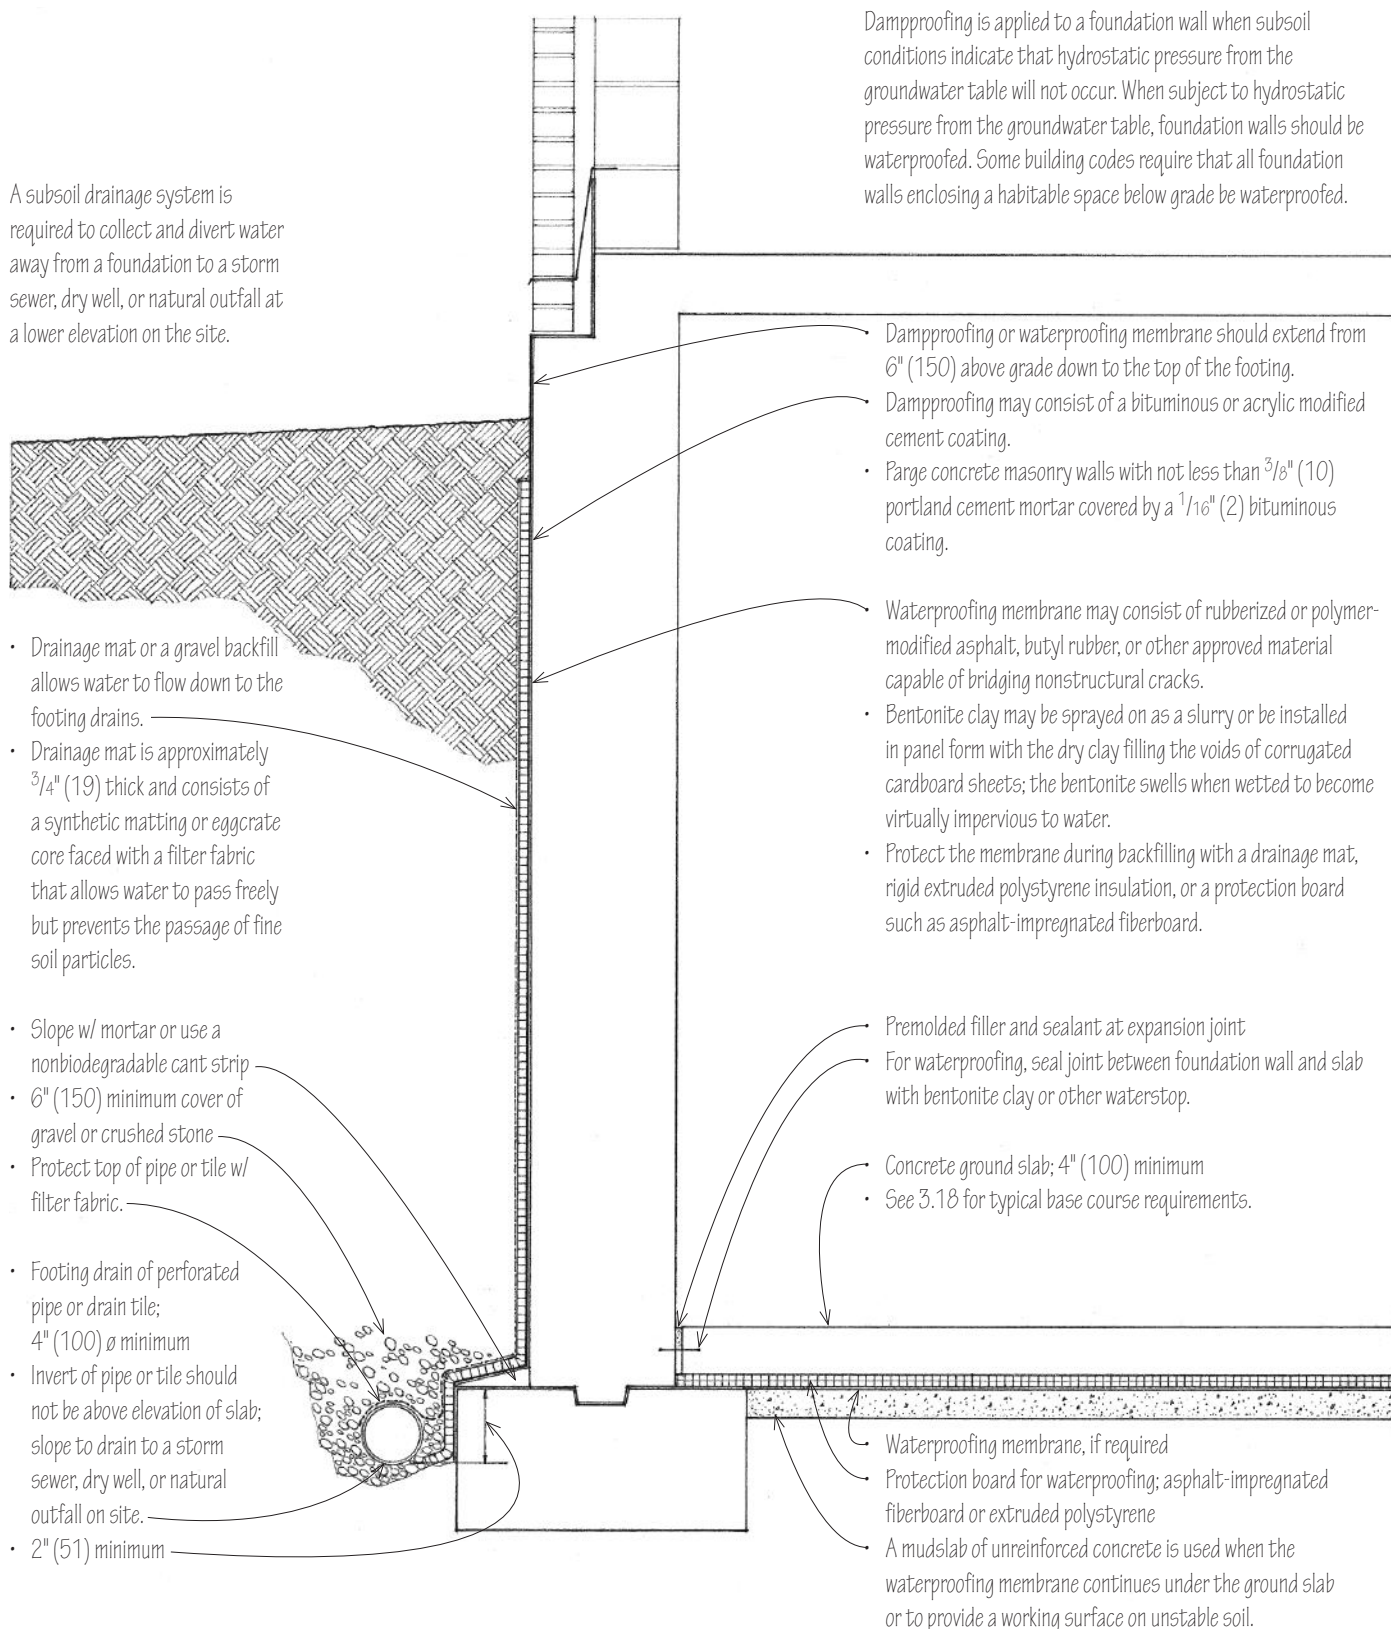 Dampproofing is applied to a foundation wall when subsoil
conditions indicate that hydrostatic pressure from the
groundwater table will not occur. When subject to hydrostatic
pressure from the groundwater table, foundation walls should be
waterproofed. Some building codes require that all foundation
walls enclosing a habitable space below grade be waterproofed.
A subsoil drainage system is
required to collect and divert water
away from a foundation to a storm
sewer, dry well, or natural outfall at
a lower elevation on the site.
• Dampproofing or waterproofing membrane should extend from
6" (150) above grade down to the top of the footing.
• Dampproofing may consist of a bituminous or acrylic modified
cement coating.
• Parge concrete masonry walls with not less than 3/8" (10)
portland cement mortar covered by a 1/16" (2) bituminous
coating.
• Waterproofing membrane may consist of rubberized or polymer-
modified asphalt, butyl rubber, or other approved material
capable of bridging nonstructural cracks.
• Bentonite clay may be sprayed on as a slurry or be installed
in panel form with the dry clay filling the voids of corrugated
cardboard sheets; the bentonite swells when wetted to become
virtually impervious to water.
• Protect the membrane during backfilling with a drainage mat,
rigid extruded polystyrene insulation, or a protection board
such as asphalt-impregnated fiberboard.
• Drainage mat or a gravel backfill
allows water to flow down to the
footing drains.
• Drainage mat is approximately
3/4" (19) thick and consists of
a synthetic matting or eggcrate
core faced with a filter fabric
that allows water to pass freely
but prevents the passage of fine
soil particles.
• Slope w/ mortar or use a
nonbiodegradable cant strip
• 6" (150) minimum cover of
gravel or crushed stone
• Protect top of pipe or tile w/
filter fabric.
• Footing drain of perforated
pipe or drain tile;
4" (100) ø minimum
• Invert of pipe or tile should
not be above elevation of slab;
slope to drain to a storm
sewer, dry well, or natural
outfall on site.
• 2" (51) minimum
• Premolded filler and sealant at expansion joint
• For waterproofing, seal joint between foundation wall and slab
with bentonite clay or other waterstop.
• Concrete ground slab; 4" (100) minimum
• See 3.18 for typical base course requirements.
• Waterproofing membrane, if required
• Protection board for waterproofing; asphalt-impregnated
fiberboard or extruded polystyrene
• A mudslab of unreinforced concrete is used when the
waterproofing membrane continues under the ground slab
or to provide a working surface on unstable soil.